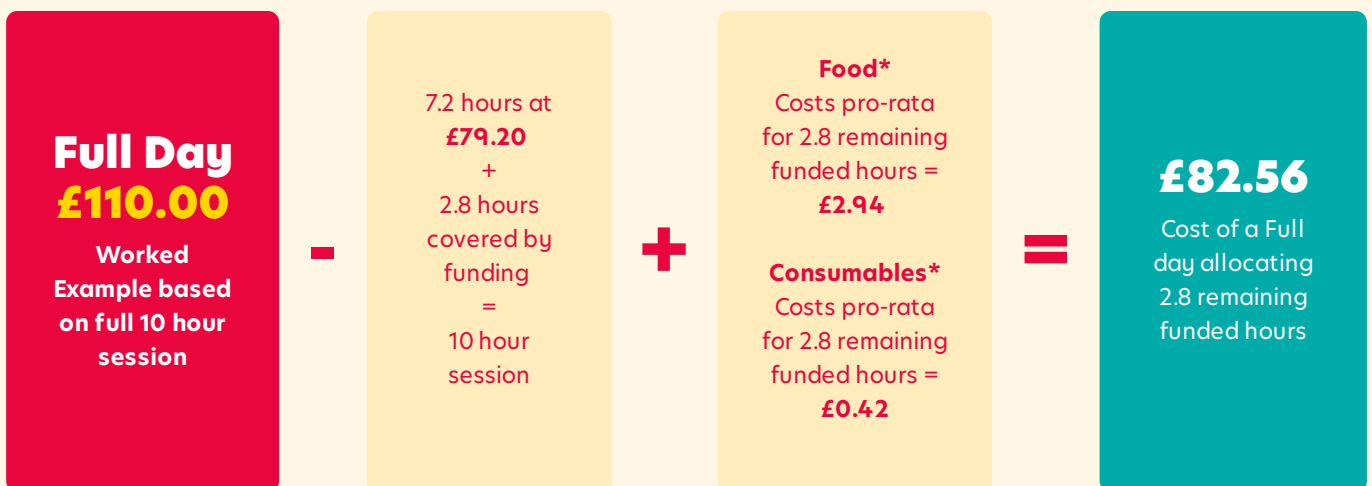 Full Day
£110.00
Worked
Example based
on full 10 hour
session
-
7.2 hours at
£79.20
+
2.8 hours
covered by
funding
=
10 hour
session
+
Food*
Costs pro-rata
for 2.8 remaining
funded hours =
£2.94
Consumables*
Costs pro-rata
for 2.8 remaining
funded hours =
£0.42
=
£82.56
Cost of a Full
day allocating
2.8 remaining
funded hours